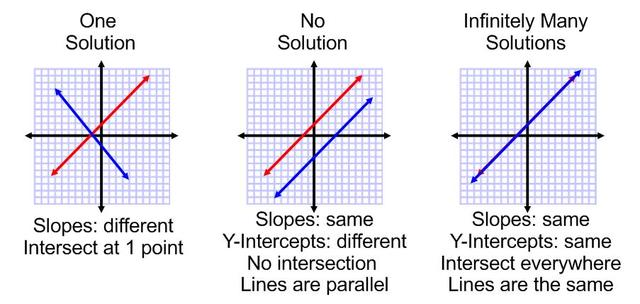 One
Solution
Slopes: different
Intersect at 1 point
No
Solution
Slopes: same
Y-Intercepts: different
No intersection
Lines are parallel
Infinitely Many
Solutions
Slopes: same
Y-Intercepts: same
Intersect everywhere
Lines are the same